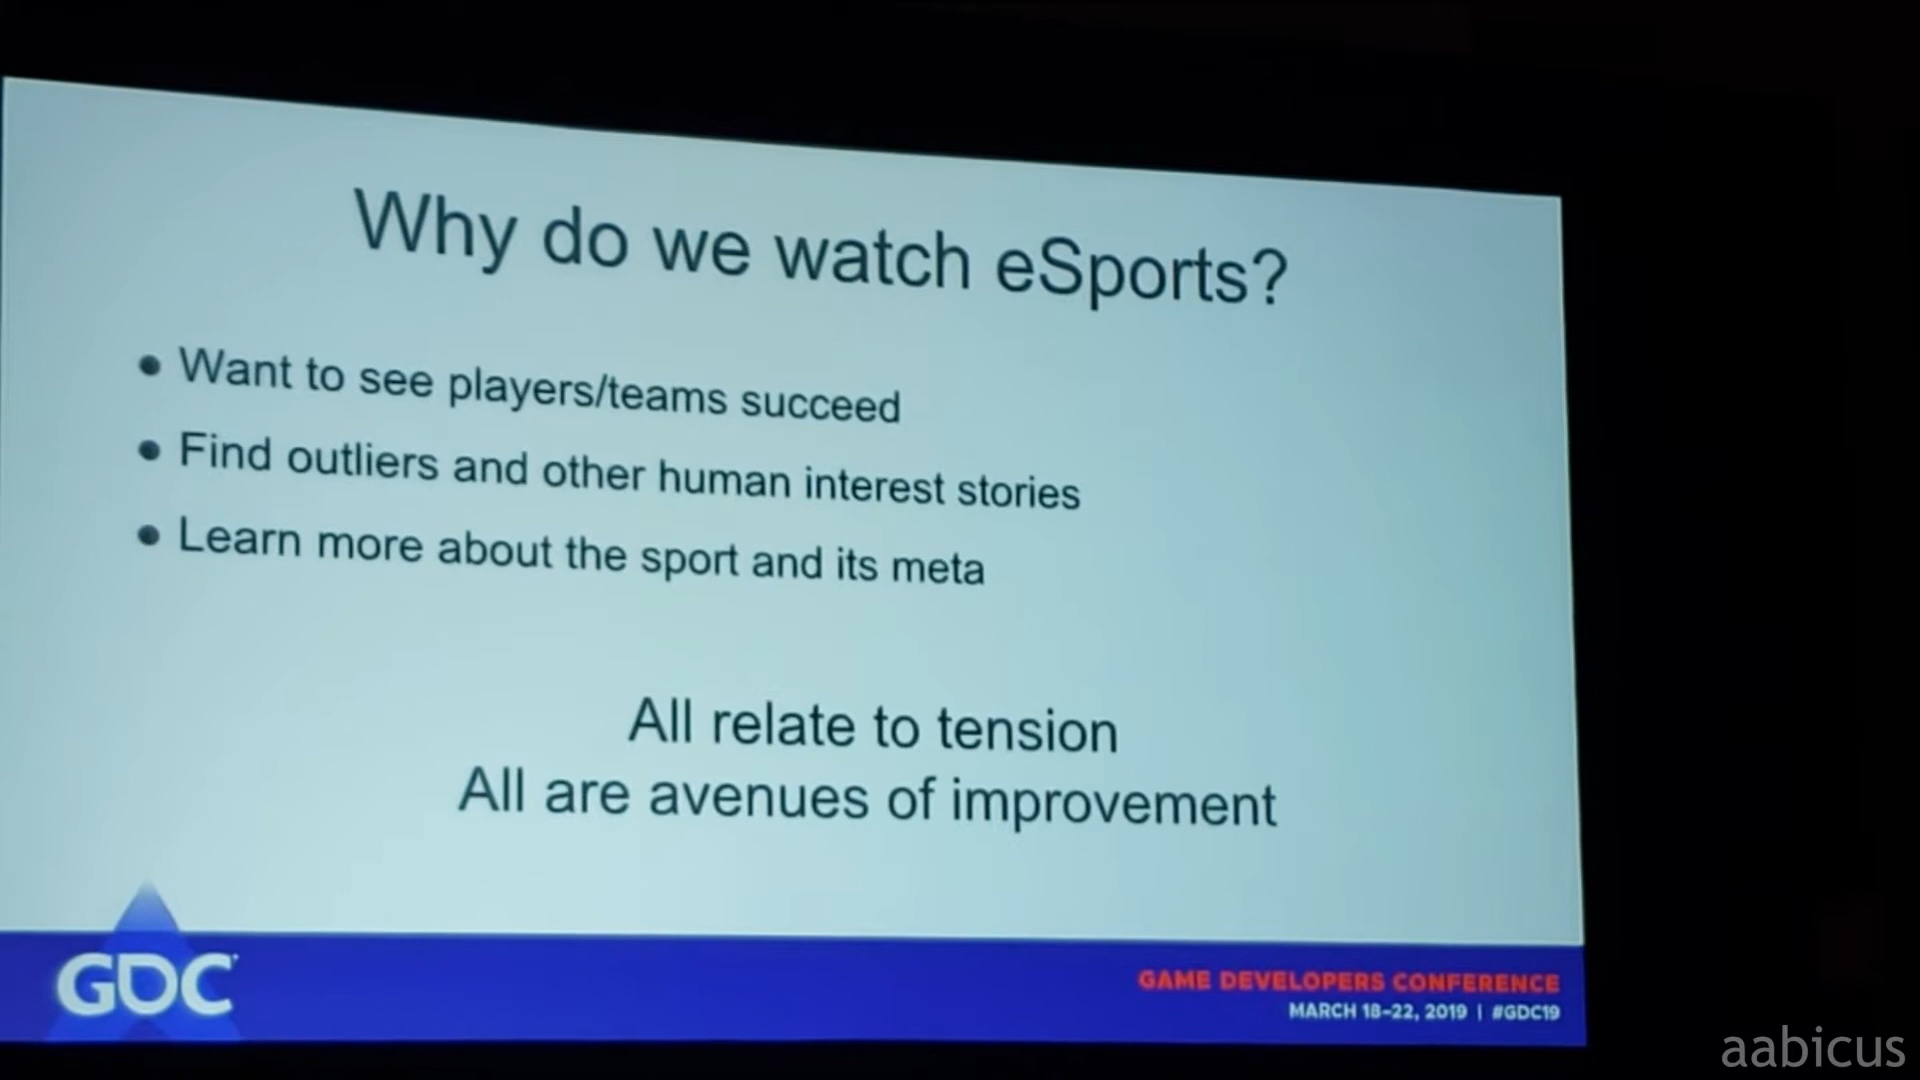 Why do we watch eSports?
• Want to see players/teams succeed
• Find outliers and other human interest stories
• Learn more about the sport and its meta
All relate to tension
All are avenues of improvement
GDC
GAME DEVELOPERS CONFERENCE
MARCH 18-22, 2019 | #GDC19
aabicus